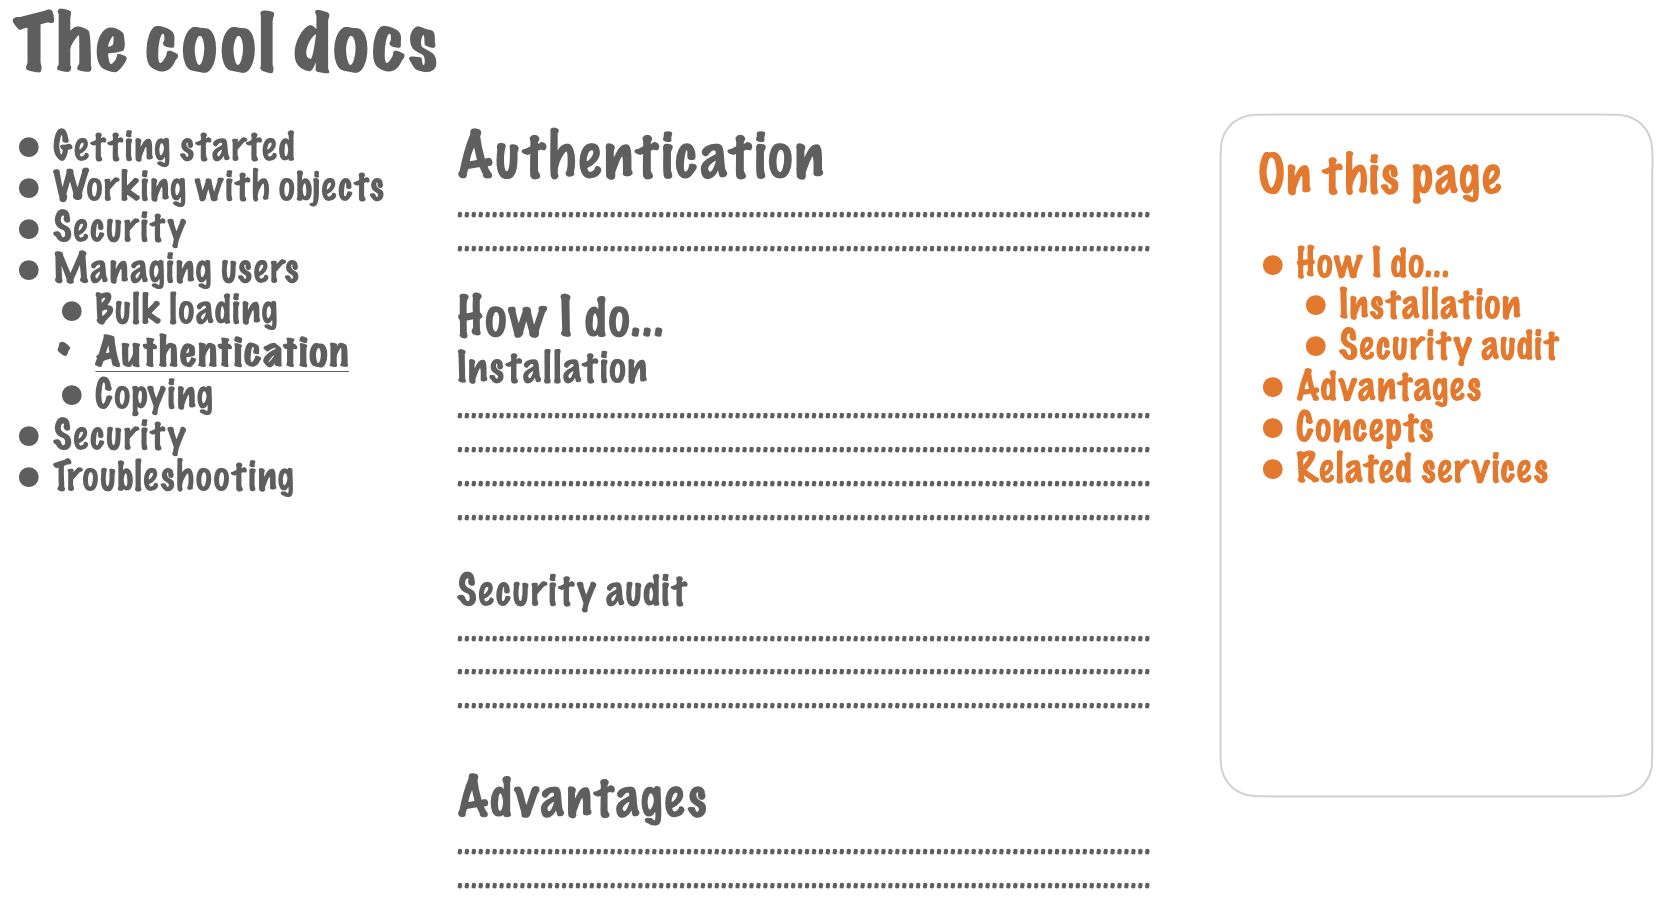 The cool docs
● Getting started
● Working with objects
● Security
● Managing users
● Bulk loading
• Authentication
● Copying
● Security
● Troubleshooting
Authentication
How I do...
Installation
Security audit
Advantages
On this page
● How I do...
● Installation
● Security audit
● Advantages
● Concepts
● Related services